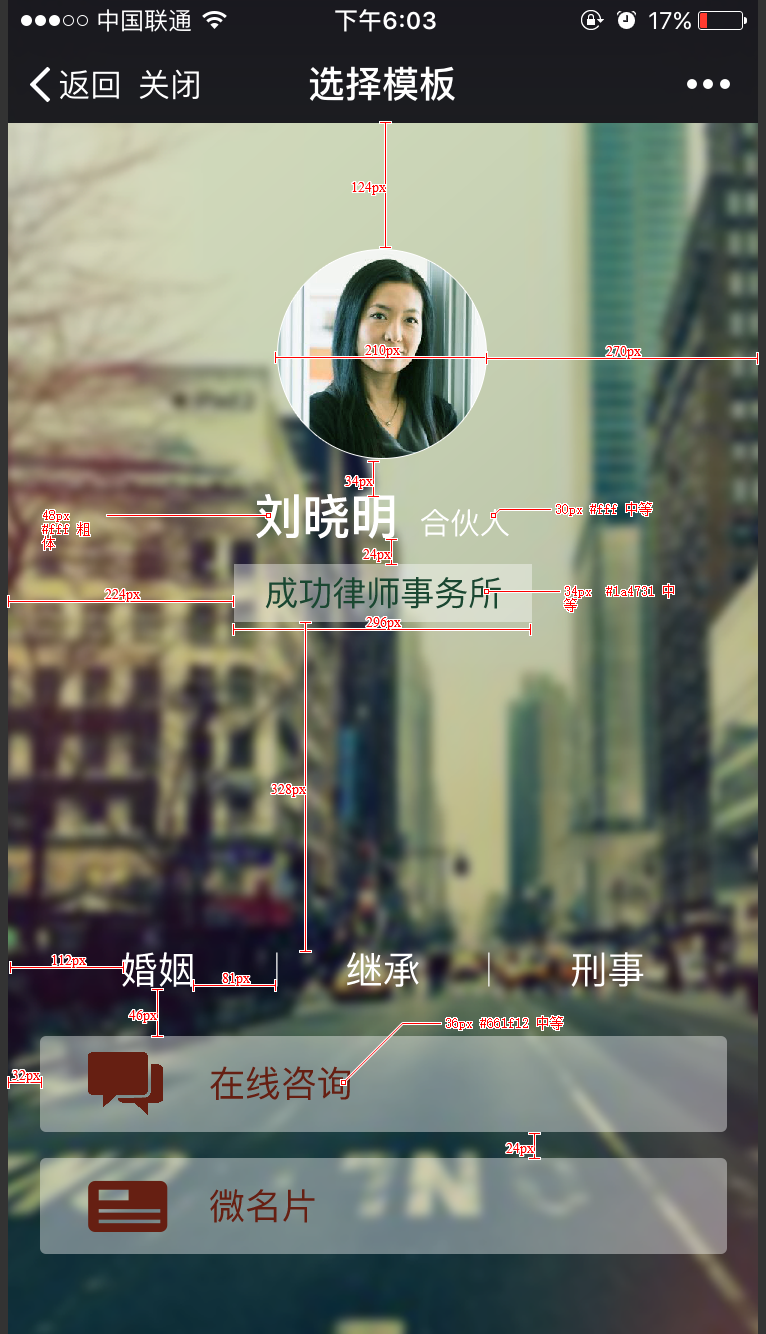 中国联通 下午6:03 17%
返回 关闭 选择模板
124px
210px 270px
34px
48px
#fff 粗
体
刘晓明 合伙人
30px #fff 中等
24px
224px
成功律师事务所
34px #1a4731 中
等
296px
328px
112px
婚姻 继承 刑事
81px
46px
36px #661f12 中等
32px
在线咨询
24px
微名片